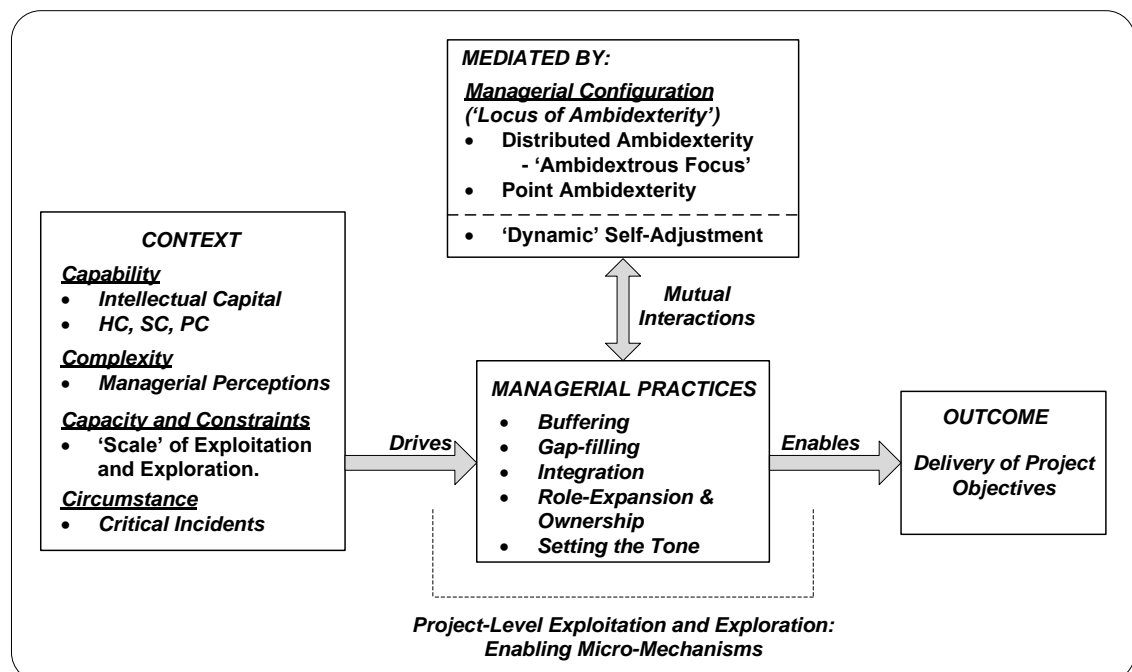 MEDIATED BY:
Managerial Configuration
('Locus of Ambidexterity')
• Distributed Ambidexterity
- 'Ambidextrous Focus'
• Point Ambidexterity
• 'Dynamic' Self-Adjustment
CONTEXT
Capability
• Intellectual Capital
• HC, SC, PC
Complexity
• Managerial Perceptions
Capacity and Constraints
• 'Scale' of Exploitation
and Exploration.
Circumstance
• Critical Incidents
Mutual
Interactions
Drives
MANAGERIAL PRACTICES
• Buffering
• Gap-filling
• Integration
• Role-Expansion &
Ownership
• Setting the Tone
Enables
OUTCOME
Delivery of Project
Objectives
Project-Level Exploitation and Exploration:
Enabling Micro-Mechanisms